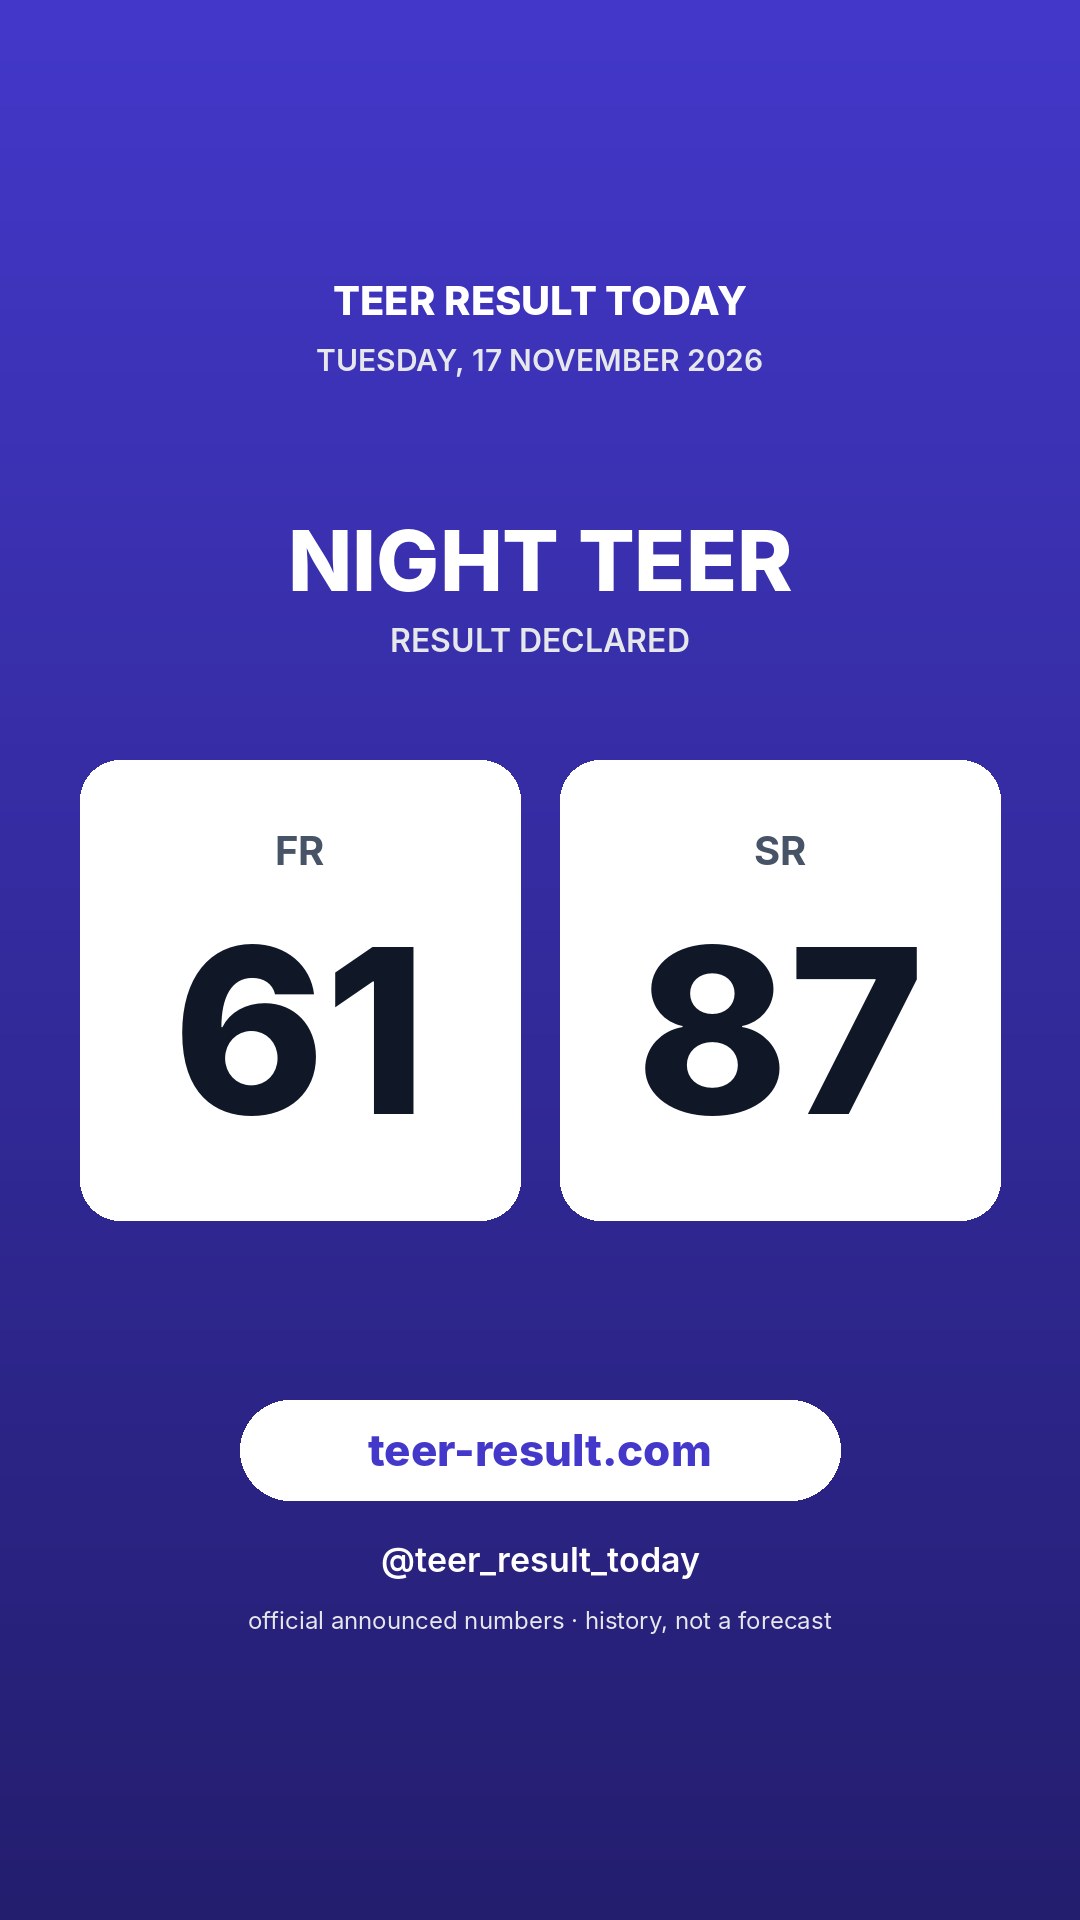 TEER RESULT TODAY
TUESDAY, 17 NOVEMBER 2026
NIGHT TEER
RESULT DECLARED
FR
61
SR
87
teer-result.com
@teer_result_today
official announced numbers · history, not a forecast